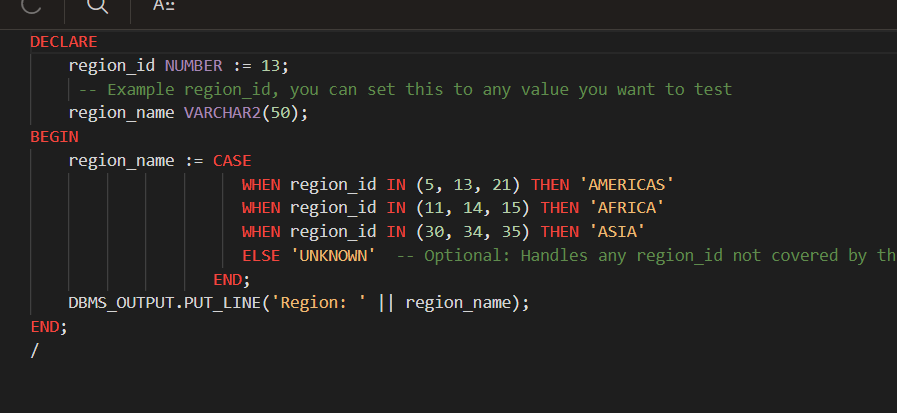 A
DECLARE
    region_id NUMBER := 13;
     -- Example region_id, you can set this to any value you want to test
    region_name VARCHAR2(50);
BEGIN
    region_name := CASE
                      WHEN region_id IN (5, 13, 21) THEN 'AMERICAS'
                      WHEN region_id IN (11, 14, 15) THEN 'AFRICA'
                      WHEN region_id IN (30, 34, 35) THEN 'ASIA'
                      ELSE 'UNKNOWN'  -- Optional: Handles any region_id not covered by th
                   END;
    DBMS_OUTPUT.PUT_LINE('Region: ' || region_name);
END;
/